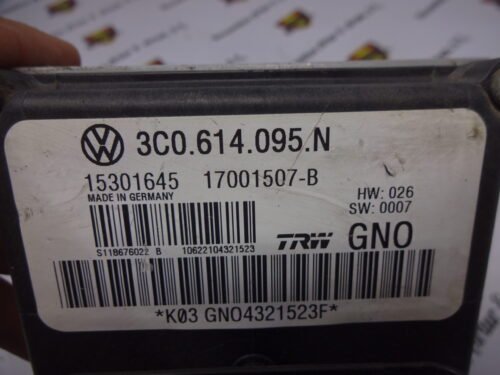 3C0.614.095.N
15301645 17001507-B
MADE IN GERMANY
HW: 026
SW: 0007
S118676022 B 10622104321523
TRW GNO
*K03 GNO4321523F*